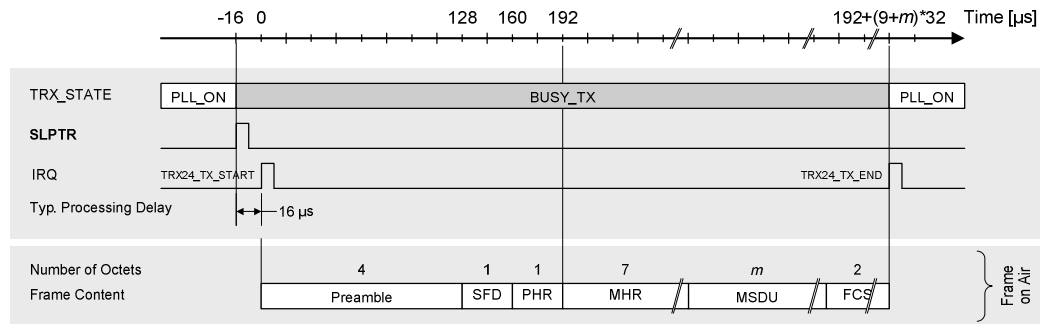 -16 0 128 160 192 192+(9+m)*32 Time [µs]
TRX_STATE PLL_ON BUSY_TX PLL_ON
SLPTR
IRQ TRX24_TX_START TRX24_TX_END
Typ. Processing Delay 16 µs
Number of Octets 4 1 1 7 m 2
Frame Content Preamble SFD PHR MHR MSDU FCS
Frame
on Air